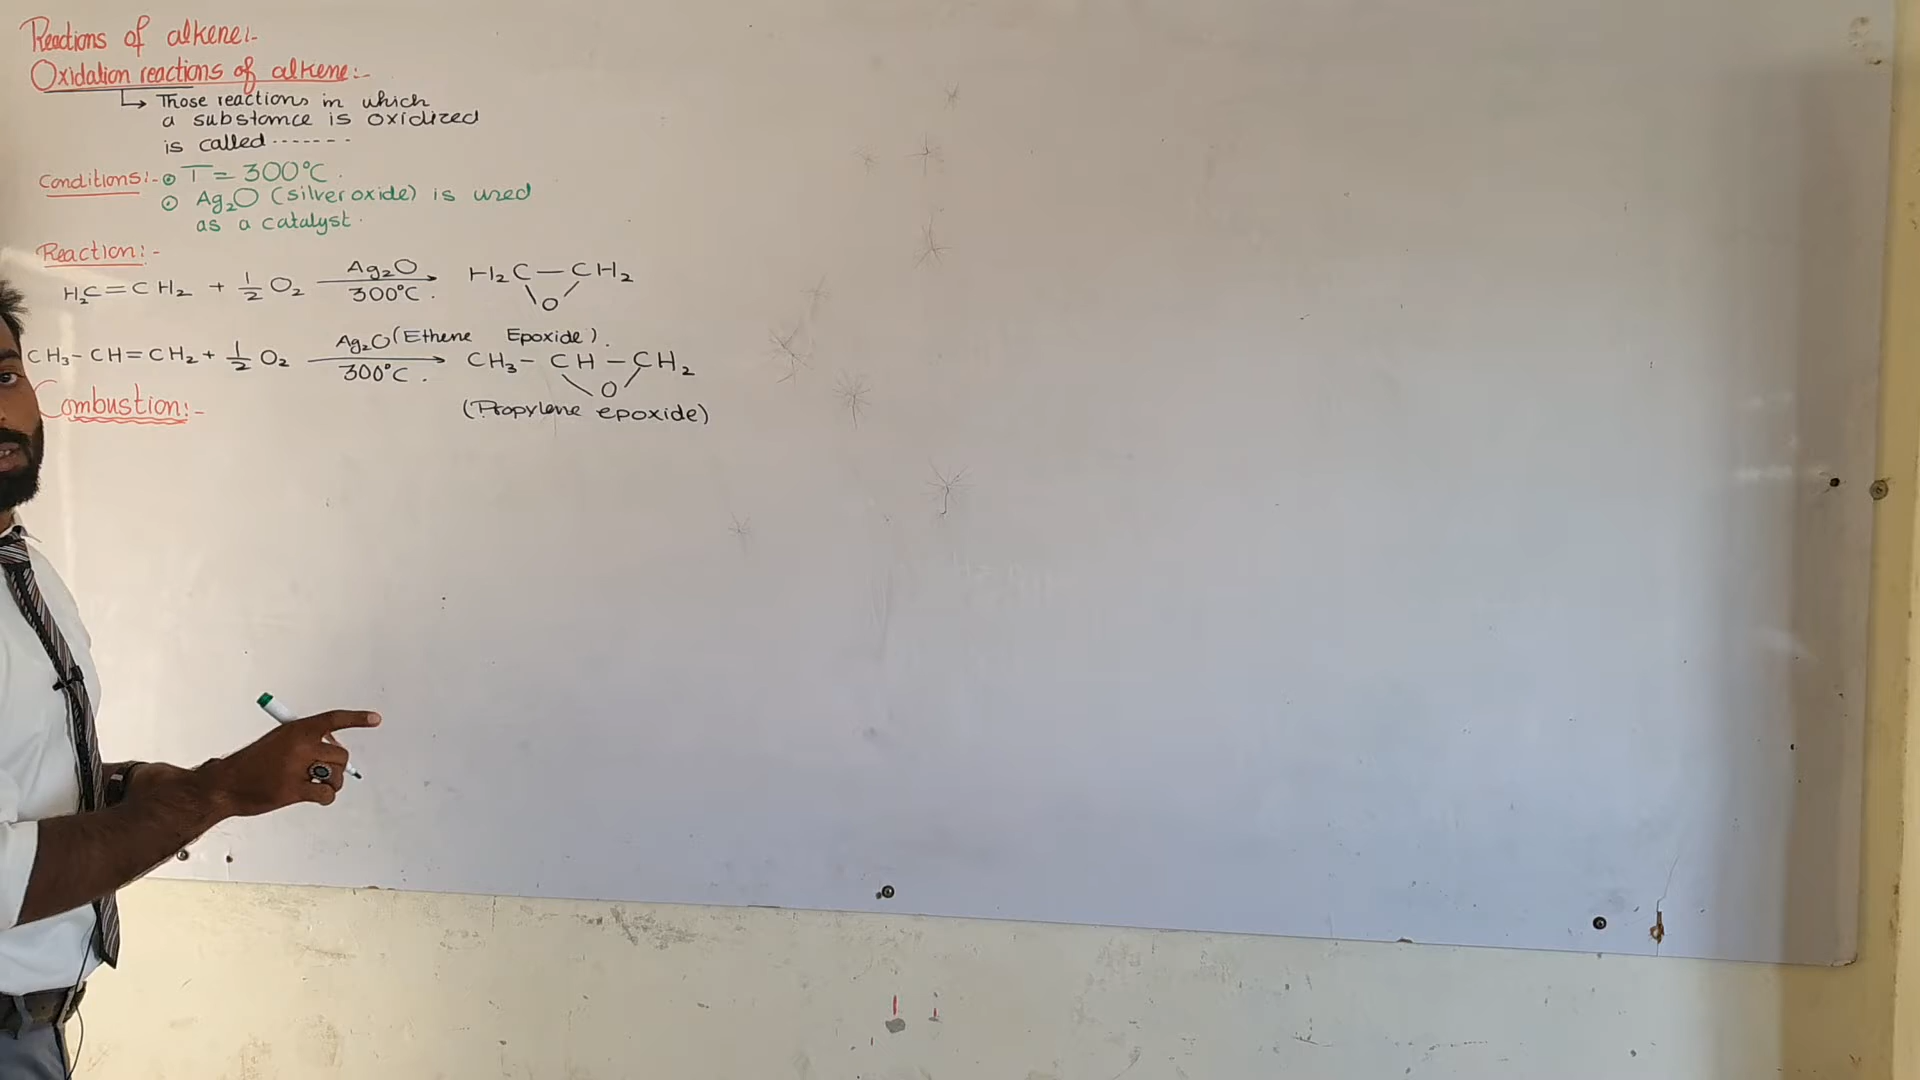 Reactions of alkene:-
Oxidation reactions of alkene:-
↳ Those reactions in which
a substance is oxidized
is called -------
Conditions:- ⊙ T = 300°C.
⊙ Ag₂O (silver oxide) is used
as a catalyst.
Reaction:-
H₂C=CH₂ + 1/2 O₂ Ag₂O → 300°C. H₂C—CH₂
O
(Ethene Epoxide).
CH₃-CH=CH₂ + 1/2 O₂ Ag₂O → 300°C. CH₃-CH-CH₂
O
(Propylene epoxide)
Combustion:-